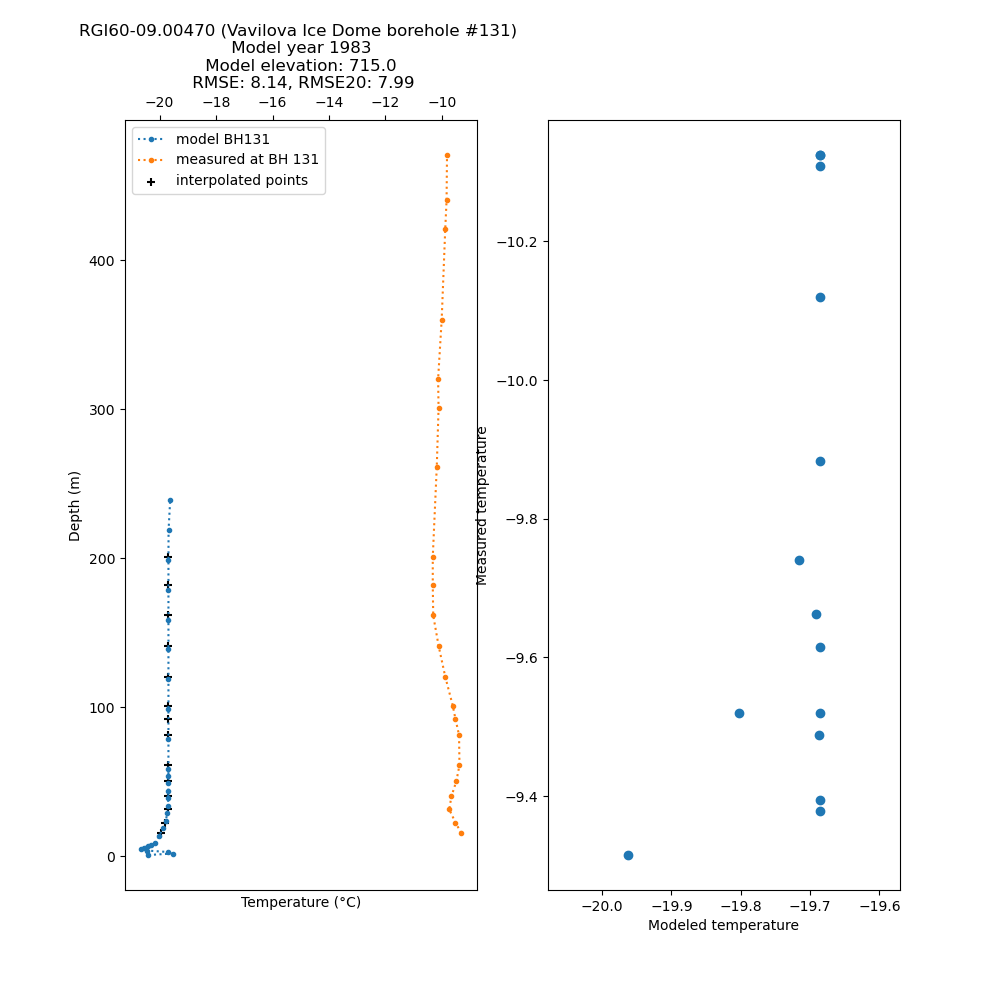 RGI60-09.00470 (Vavilova Ice Dome borehole #131)
Model year 1983
Model elevation: 715.0
RMSE: 8.14, RMSE20: 7.99
−20 −18 −16 −14 −12 −10
model BH131
measured at BH 131
interpolated points
400
300
200
100
0
Depth (m)
Temperature (°C)
−10.2
−10.0
−9.8
−9.6
−9.4
Measured temperature
−20.0 −19.9 −19.8 −19.7 −19.6
Modeled temperature